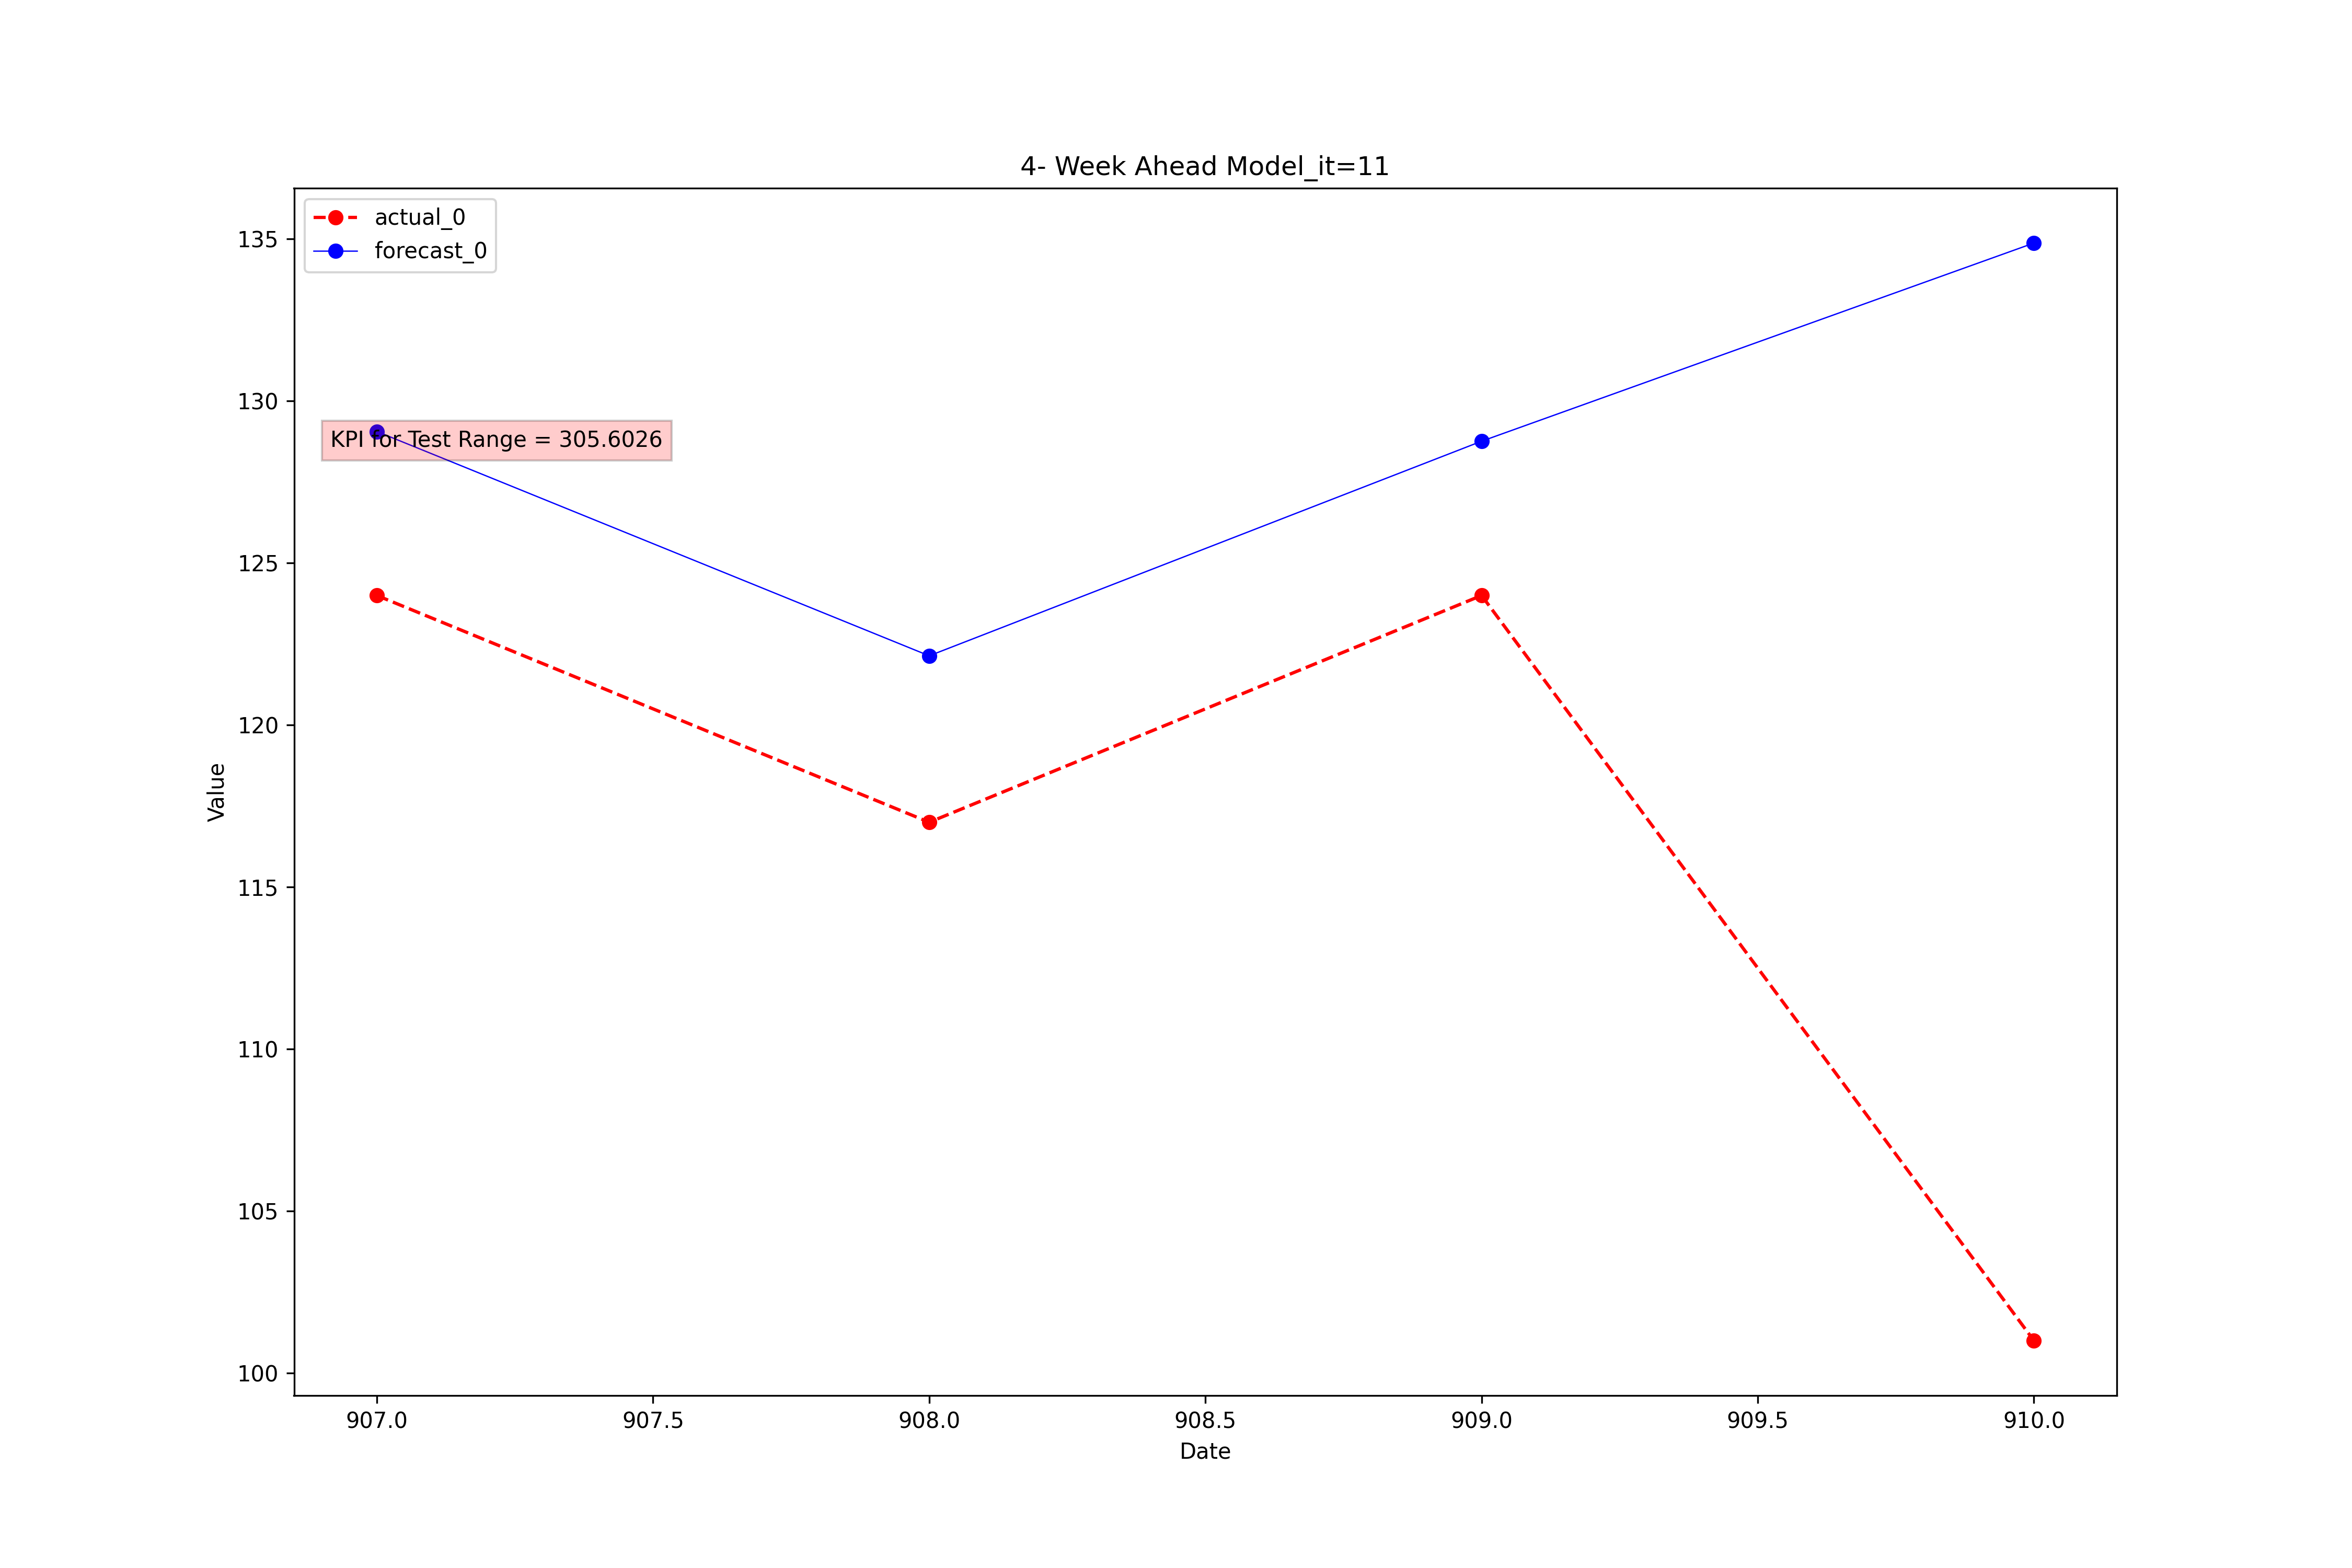 4- Week Ahead Model_it=11
actual_0
forecast_0
KPI for Test Range = 305.6026
135
130
125
120
115
110
105
100
Value
907.0 907.5 908.0 908.5 909.0 909.5 910.0
Date